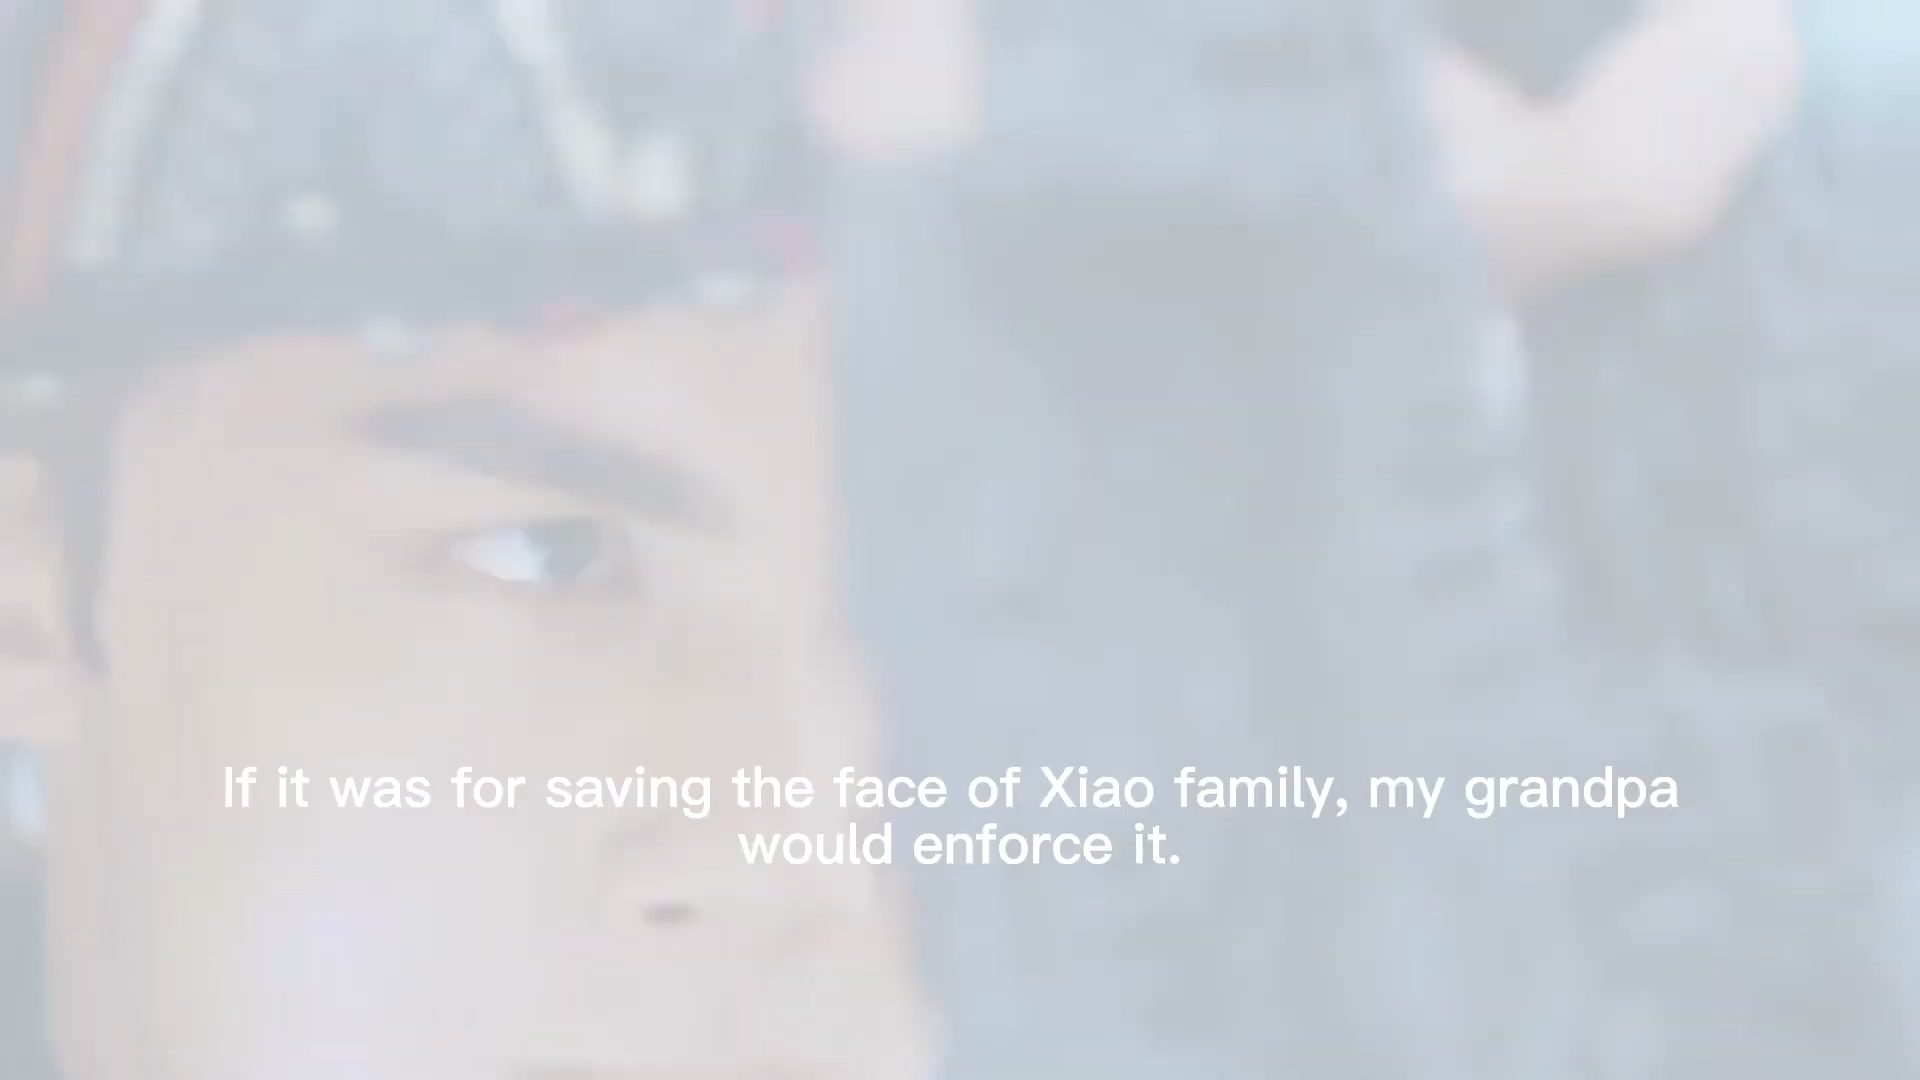 If it was for saving the face of Xiao family, my grandpa
would enforce it.